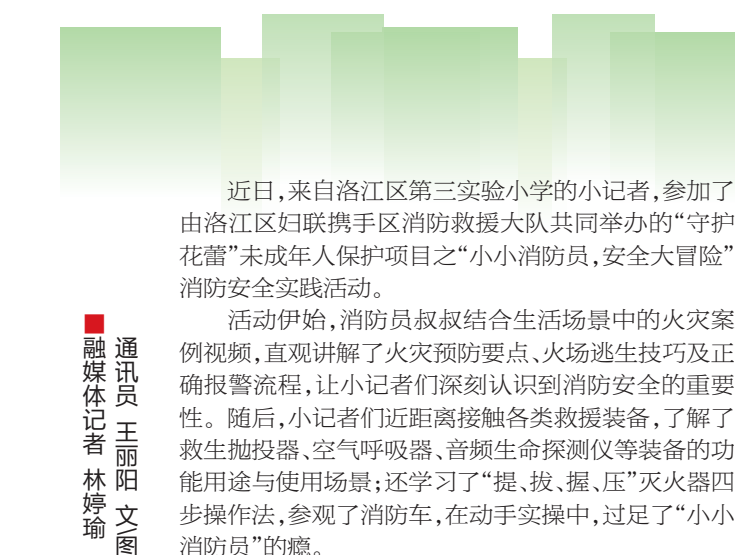 近日,来自洛江区第三实验小学的小记者,参加了
由洛江区妇联携手区消防救援大队共同举办的“守护
花蕾”未成年人保护项目之“小小消防员,安全大冒险”
消防安全实践活动。
活动伊始,消防员叔叔结合生活场景中的火灾案
例视频,直观讲解了火灾预防要点、火场逃生技巧及正
确报警流程,让小记者们深刻认识到消防安全的重要
性。随后,小记者们近距离接触各类救援装备,了解了
救生抛投器、空气呼吸器、音频生命探测仪等装备的功
能用途与使用场景;还学习了“提、拔、握、压”灭火器四
步操作法,参观了消防车,在动手实操中,过足了“小小
消防员”的瘾。
■融媒体记者 林婷瑜
通讯员 王丽阳 文/图